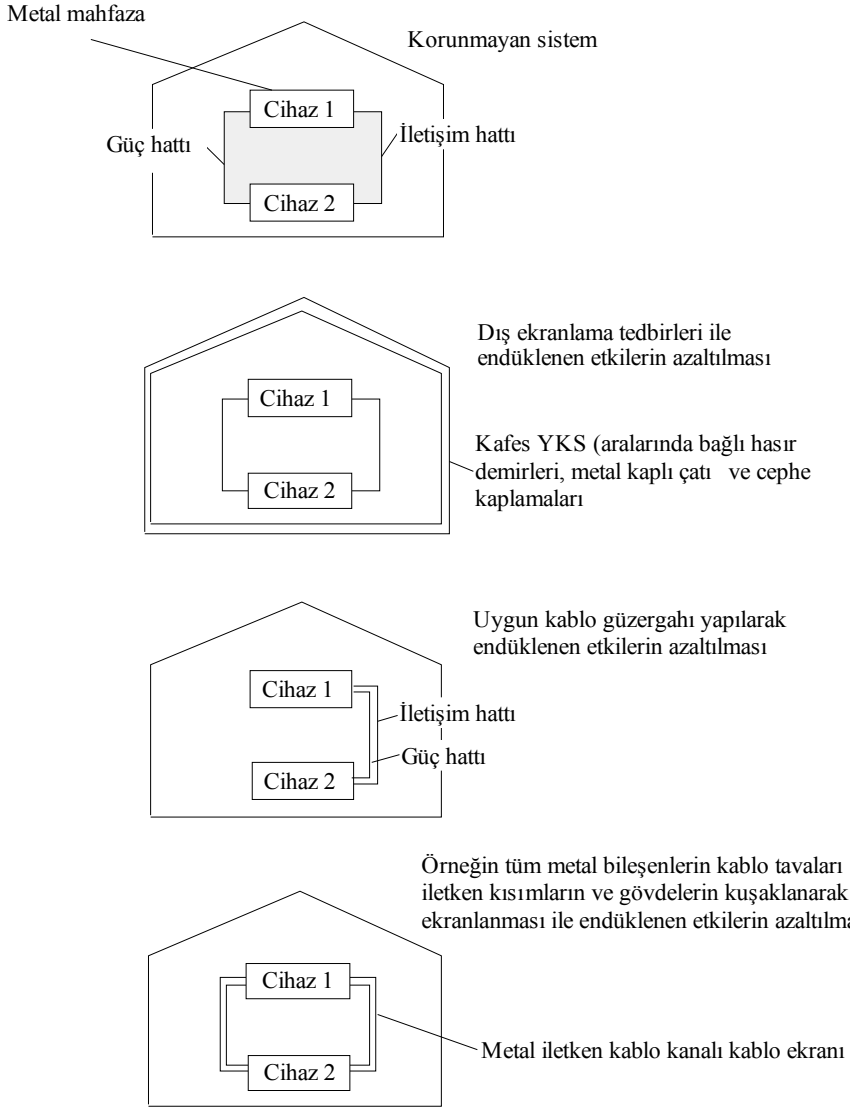 Metal mahfaza
Korunmayan sistem
Cihaz 1
Güç hattı
İletişim hattı
Cihaz 2
Dış ekranlama tedbirleri ile
endüklenen etkilerin azaltılması
Cihaz 1
Kafes YKS (aralarında bağlı hasır
demirleri, metal kaplı çatı ve cephe
kaplamaları
Cihaz 2
Uygun kablo güzergahı yapılarak
endüklenen etkilerin azaltılması
Cihaz 1
İletişim hattı
Güç hattı
Cihaz 2
Örneğin tüm metal bileşenlerin kablo tavaları
iletken kısımların ve gövdelerin kuşaklanarak
ekranlanması ile endüklenen etkilerin
Cihaz 1
Metal iletken kablo kanalı kablo ekranı
Cihaz 2